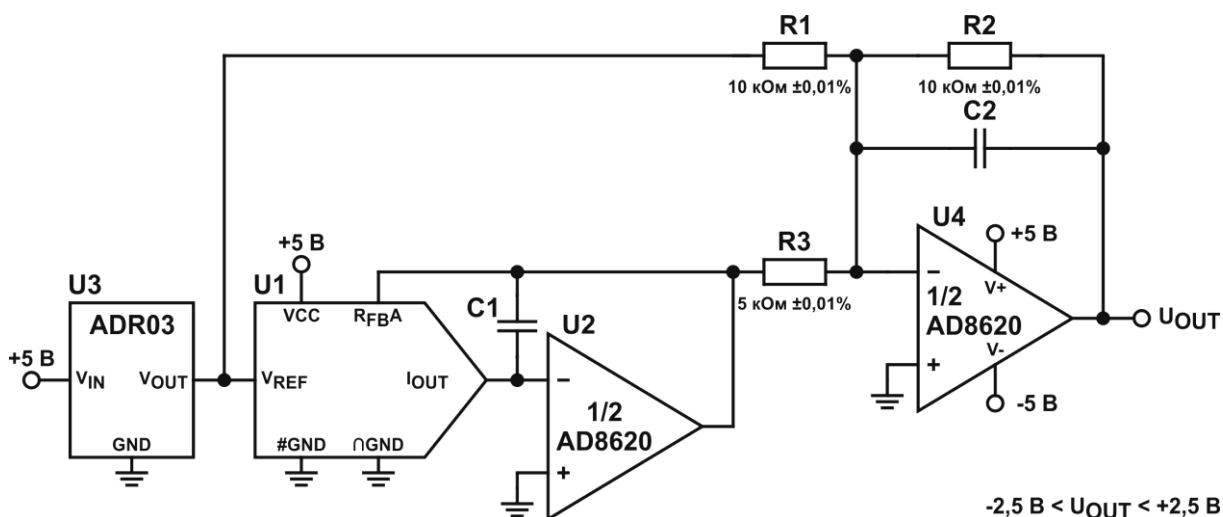 R1
10 кОм ±0,01%
R2
10 кОм ±0,01%
C2
U4
+5 В
V+
1/2
AD8620
V-
-5 В
−
+
UOUT
R3
5 кОм ±0,01%
+5 В
U3
ADR03
+5 В
VIN
VOUT
GND
U1
VCC
RFBA
VREF
IOUT
#GND
∩GND
C1
U2
−
1/2
AD8620
+
-2,5 В < UOUT < +2,5 В